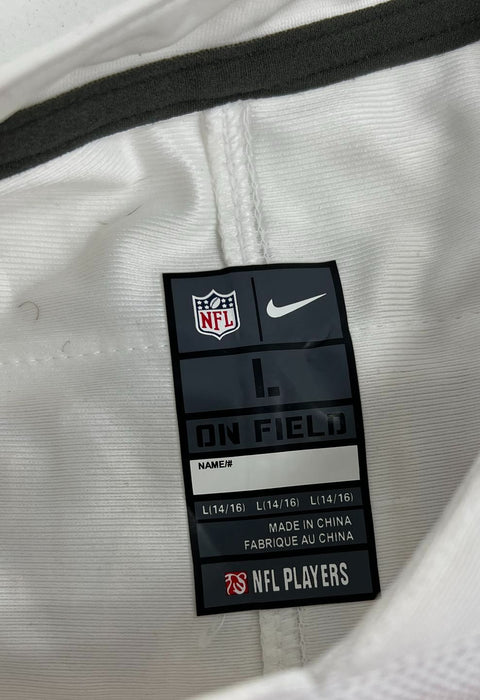 NFL
L
ON FIELD
NAME/#
L(14/16) L(14/16) L(14/16)
MADE IN CHINA
FABRIQUE AU CHINA
NFL PLAYERS